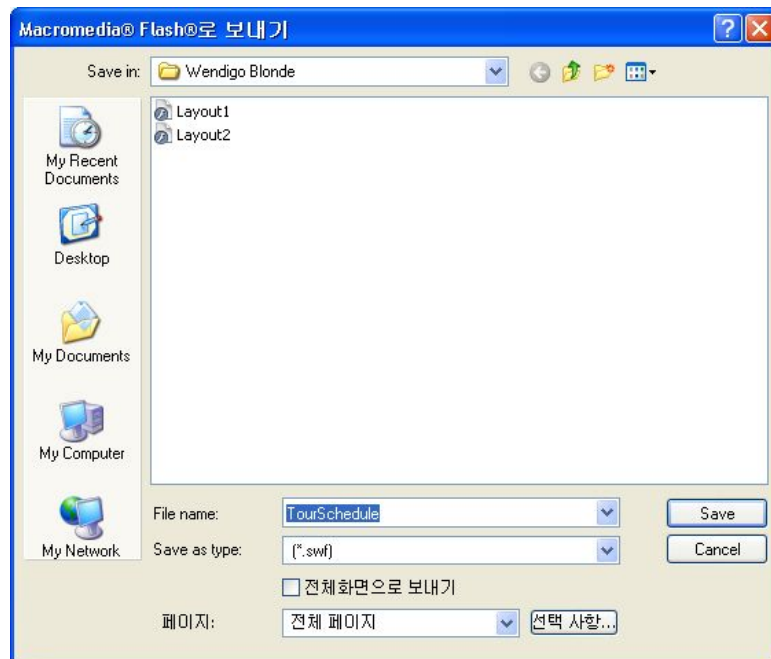 Macromedia® Flash®로 보내기
Save in: Wendigo Blonde
Layout1
Layout2
My Recent
Documents
Desktop
My Documents
My Computer
My Network
File name: TourSchedule Save
Save as type: (*.swf) Cancel
전체화면으로 보내기
페이지: 전체 페이지 선택 사항...